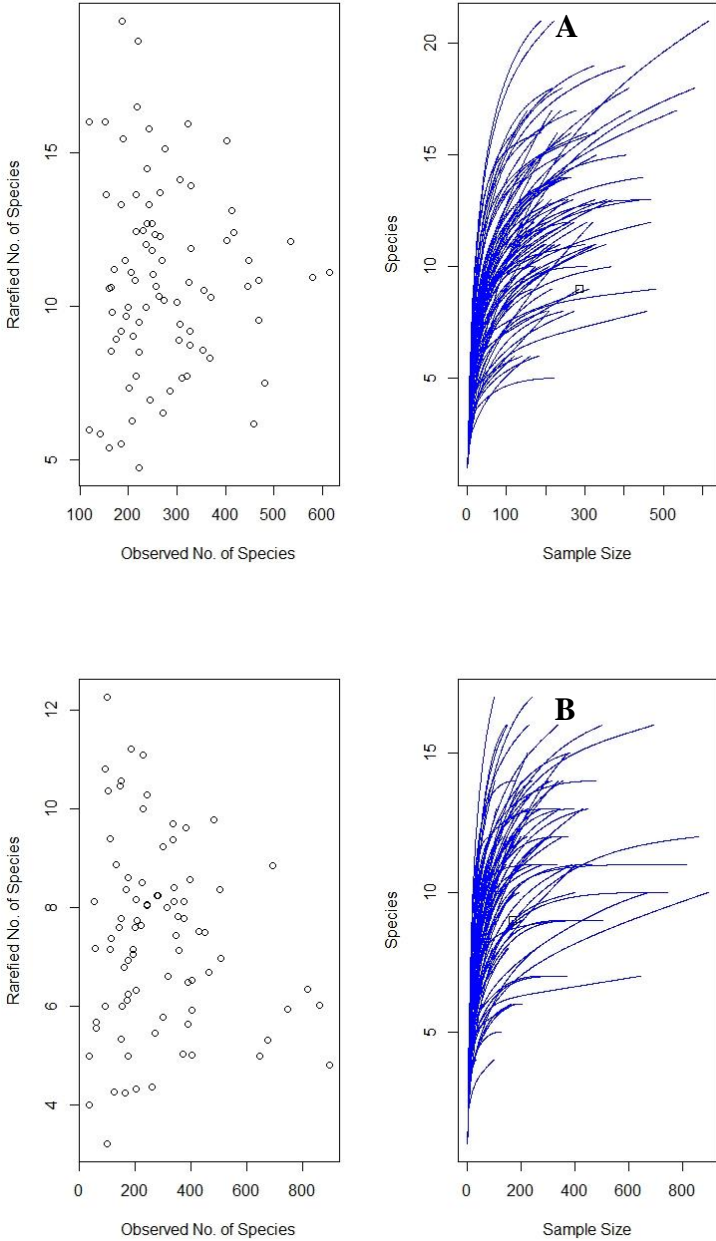 A
Rarefied No. of Species
5 10 15
100 200 300 400 500 600
Observed No. of Species
Species
5 10 15 20
0 100 300 500
Sample Size
B
Rarefied No. of Species
4 6 8 10 12
0 200 400 600 800
Observed No. of Species
Species
5 10 15
0 200 400 600 800
Sample Size